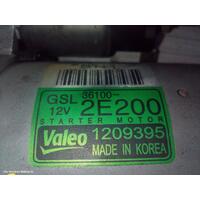 GSL 36100-
12V 2E200
STARTER MOTOR
Valeo 1209395
MADE IN KOREA